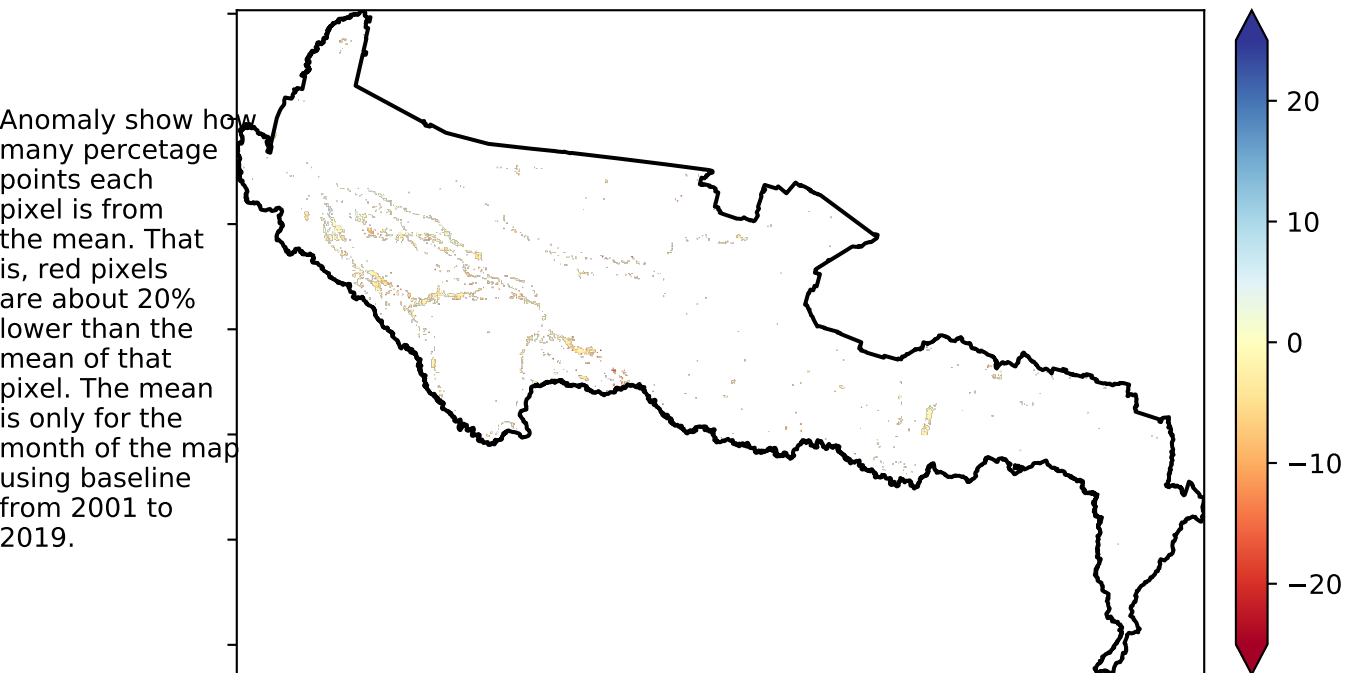 Anomaly show how
many percetage
points each
pixel is from
the mean. That
is, red pixels
are about 20%
lower than the
mean of that
pixel. The mean
is only for the
month of the map
using baseline
from 2001 to
2019.
20
10
0
−10
−20